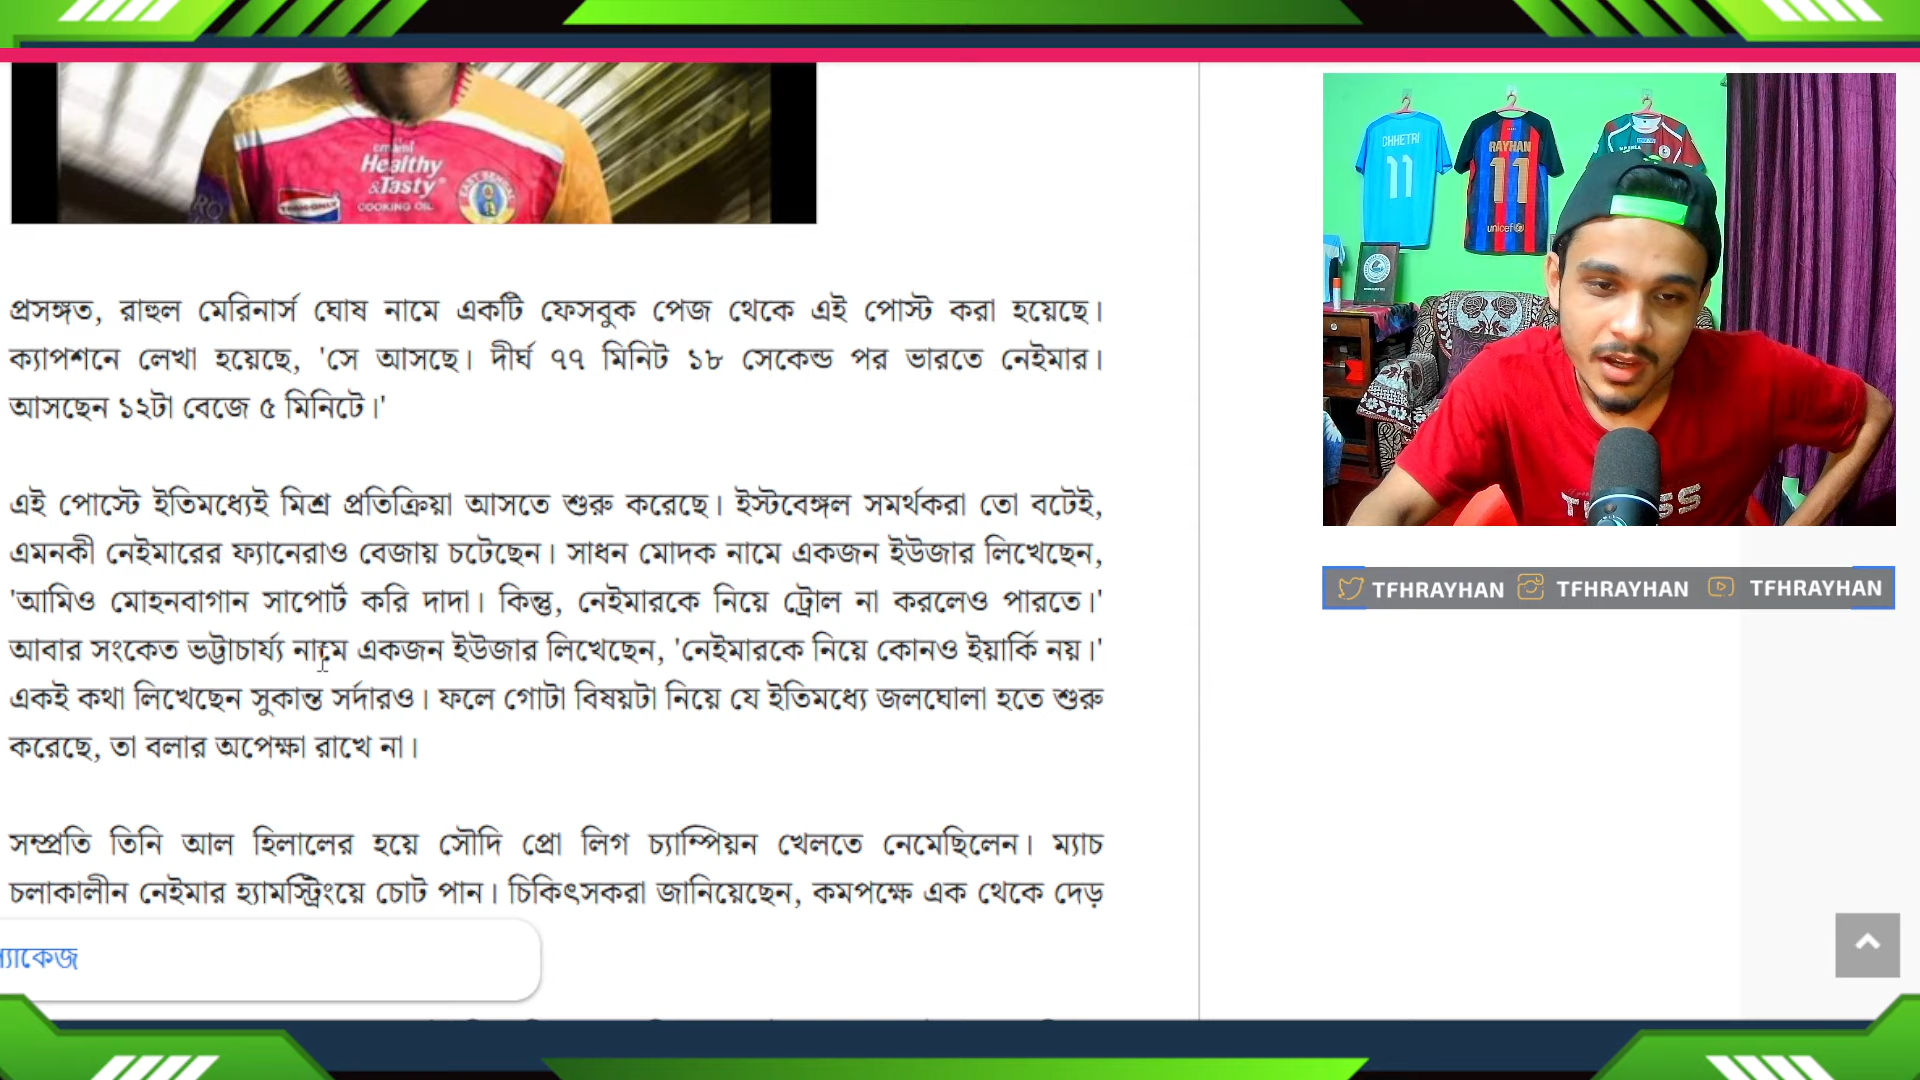 emami
Healthy
&Tasty
COOKING OIL
EAST BENGAL
CHHETRI
11
RAYHAN
11
unicef
প্রসঙ্গত, রাহুল মেরিনার্স ঘোষ নামে একটি ফেসবুক পেজ থেকে এই পোস্ট করা হয়েছে।
ক্যাপশনে লেখা হয়েছে, 'সে আসছে। দীর্ঘ ৭৭ মিনিট ১৮ সেকেন্ড পর ভারতে নেইমার।
আসছেন ১২টা বেজে ৫ মিনিটে।'
এই পোস্টে ইতিমধ্যেই মিশ্র প্রতিক্রিয়া আসতে শুরু করেছে। ইস্টবেঙ্গল সমর্থকরা তো বটেই,
এমনকী নেইমারের ফ্যানেরাও বেজায় চটেছেন। সাধন মোদক নামে একজন ইউজার লিখেছেন,
'আমিও মোহনবাগান সাপোর্ট করি দাদা। কিন্তু, নেইমারকে নিয়ে ট্রোল না করলেও পারতে।'
আবার সংকেত ভট্টাচার্য্য নামে একজন ইউজার লিখেছেন, 'নেইমারকে নিয়ে কোনও ইয়ার্কি নয়।'
একই কথা লিখেছেন সুকান্ত সর্দারও। ফলে গোটা বিষয়টা নিয়ে যে ইতিমধ্যে জলঘোলা হতে শুরু
করেছে, তা বলার অপেক্ষা রাখে না।
সম্প্রতি তিনি আল হিলালের হয়ে সৌদি প্রো লিগ চ্যাম্পিয়ন খেলতে নেমেছিলেন। ম্যাচ
চলাকালীন নেইমার হ্যামস্ট্রিংয়ে চোট পান। চিকিৎসকরা জানিয়েছেন, কমপক্ষে এক থেকে দেড়
প্যাকেজ
TFHRAYHAN TFHRAYHAN TFHRAYHAN